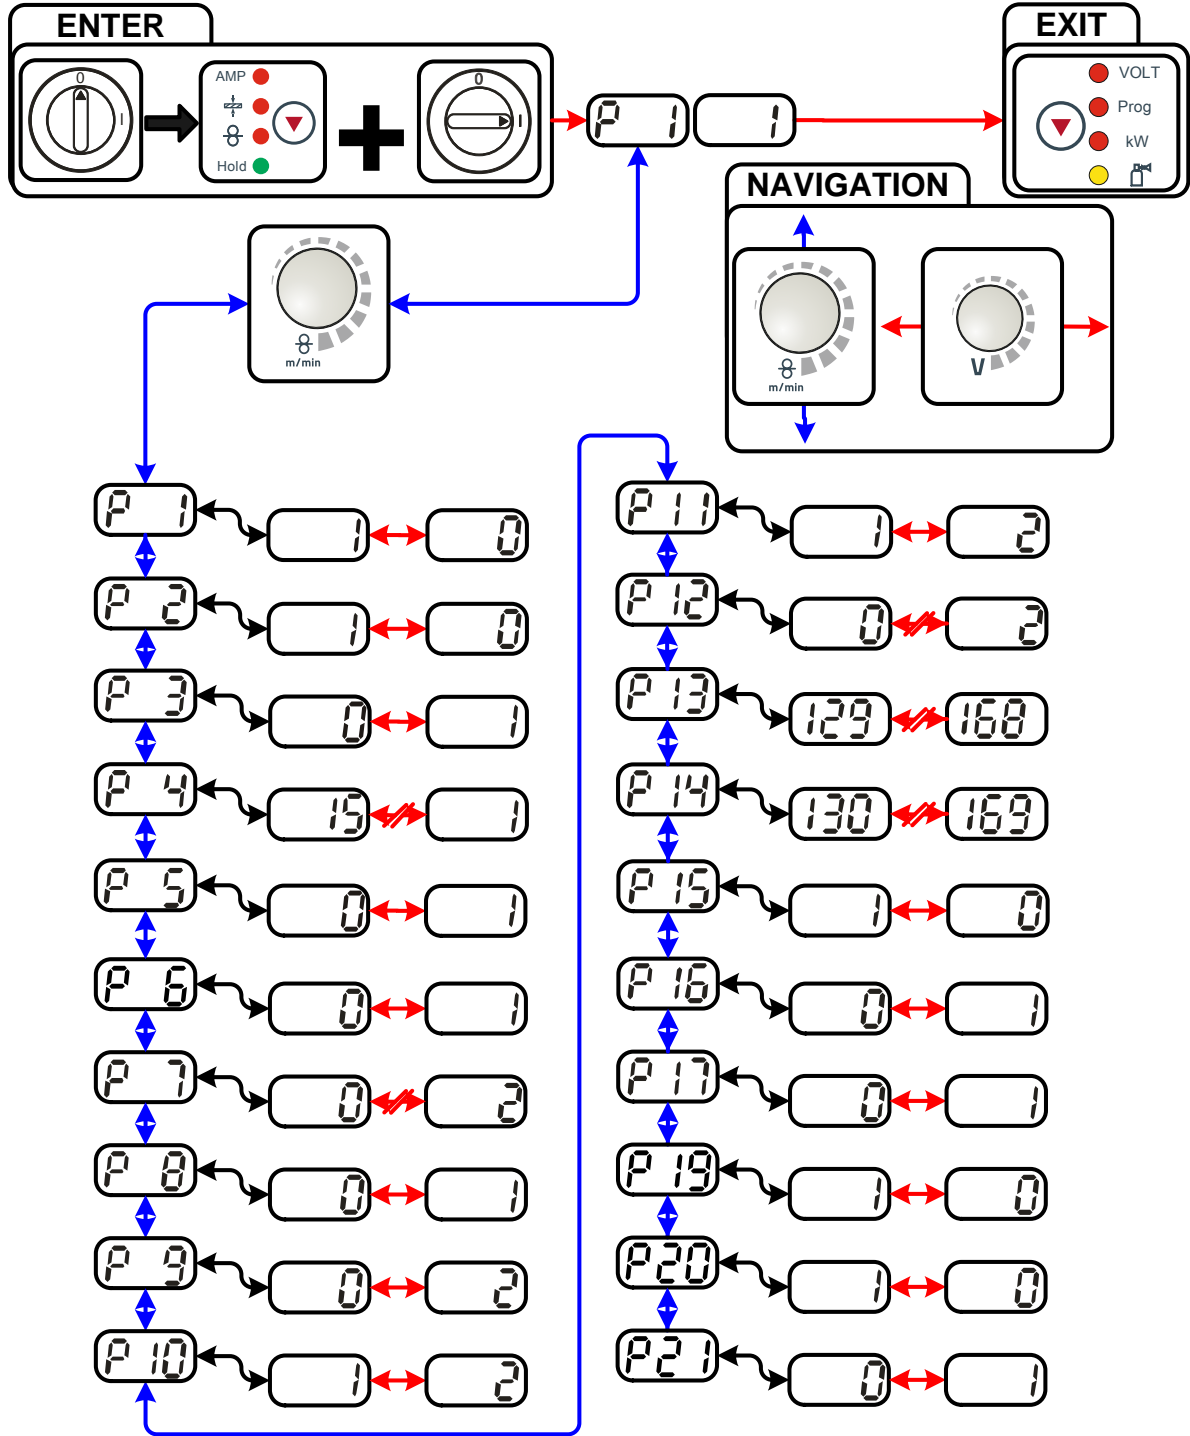 ENTER
0
I
AMP
Hold
0
I
P 1
1
EXIT
VOLT
Prog
kW
NAVIGATION
m/min
m/min
V
P 1 1 0
P 2 1 0
P 3 0 1
P 4 15 1
P 5 0 1
P 6 0 1
P 7 0 2
P 8 0 1
P 9 0 2
P 10 1 2
P 11 1 2
P 12 0 2
P 13 129 168
P 14 130 169
P 15 1 0
P 16 0 1
P 17 0 1
P 19 1 0
P20 1 0
P21 0 1